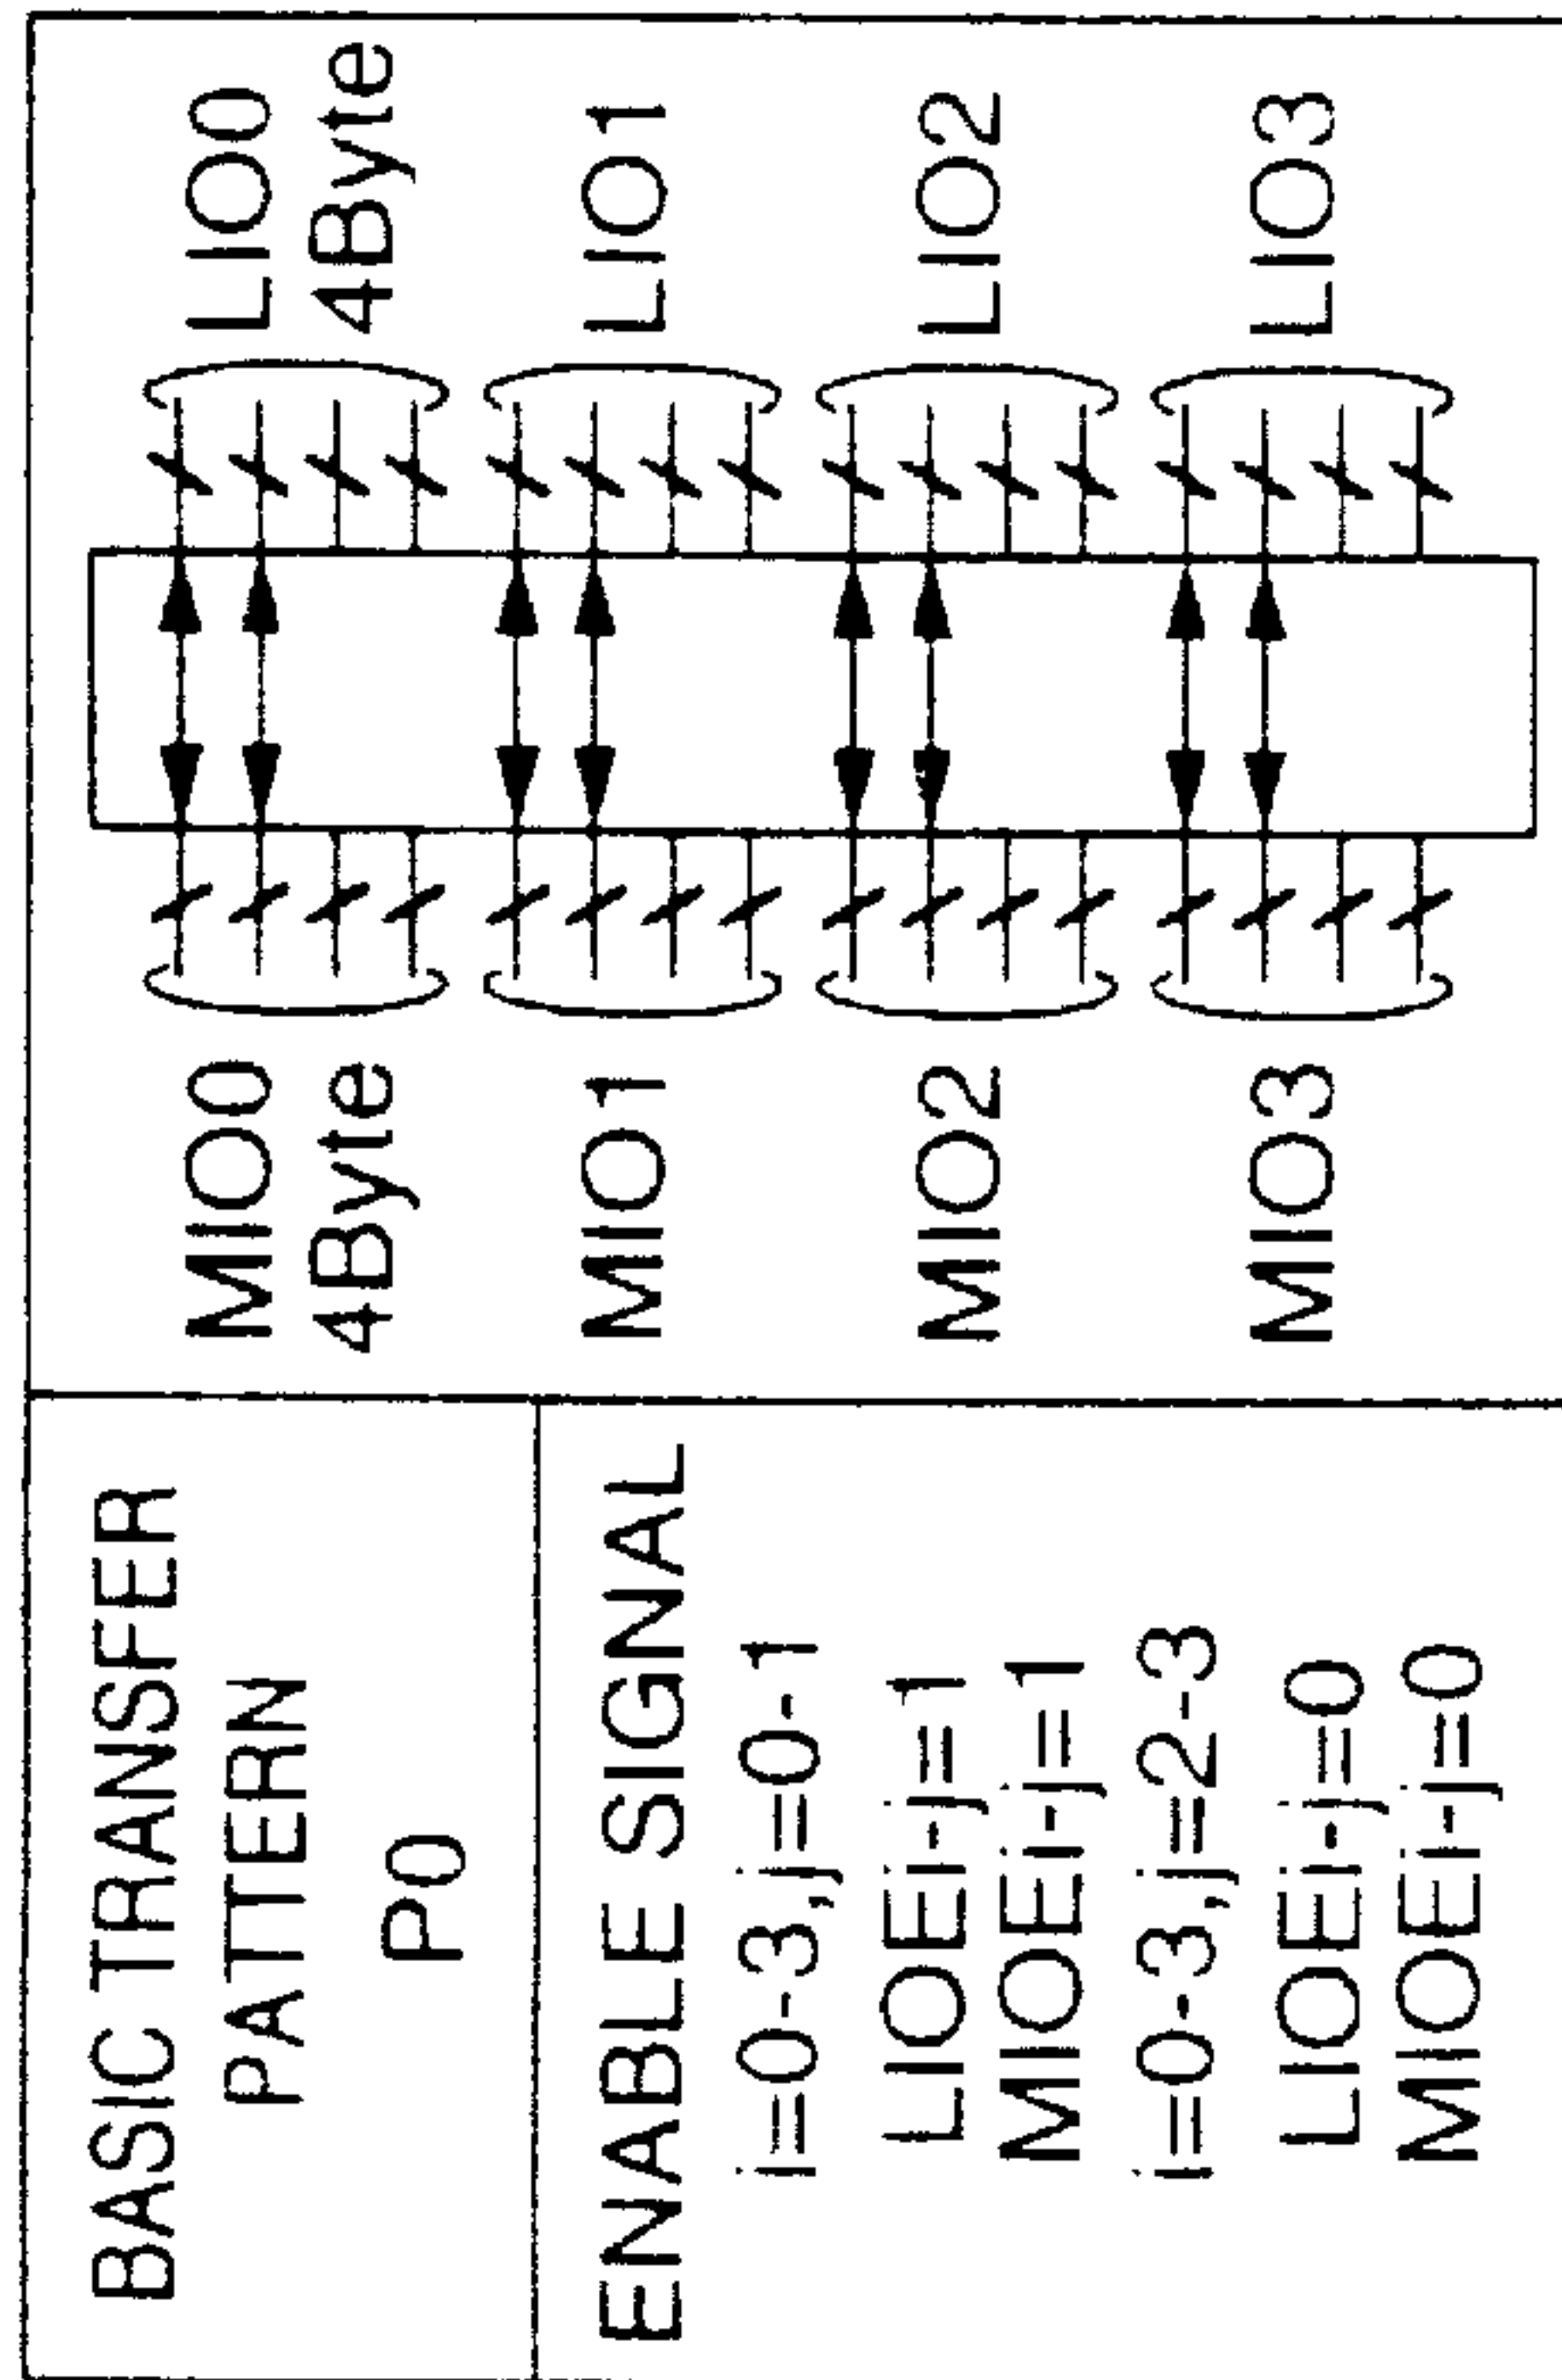 BASIC TRANSFER
PATTERN
P0
ENABLE SIGNAL
i=0-3,j=0-1
LIOEi-j=1
MIOEi-j=1
i=0-3,j=2-3
LIOEi-j=0
MIOEi-j=0
MIO0
4Byte
MIO1
MIO2
MIO3
LIO0
4Byte
LIO1
LIO2
LIO3